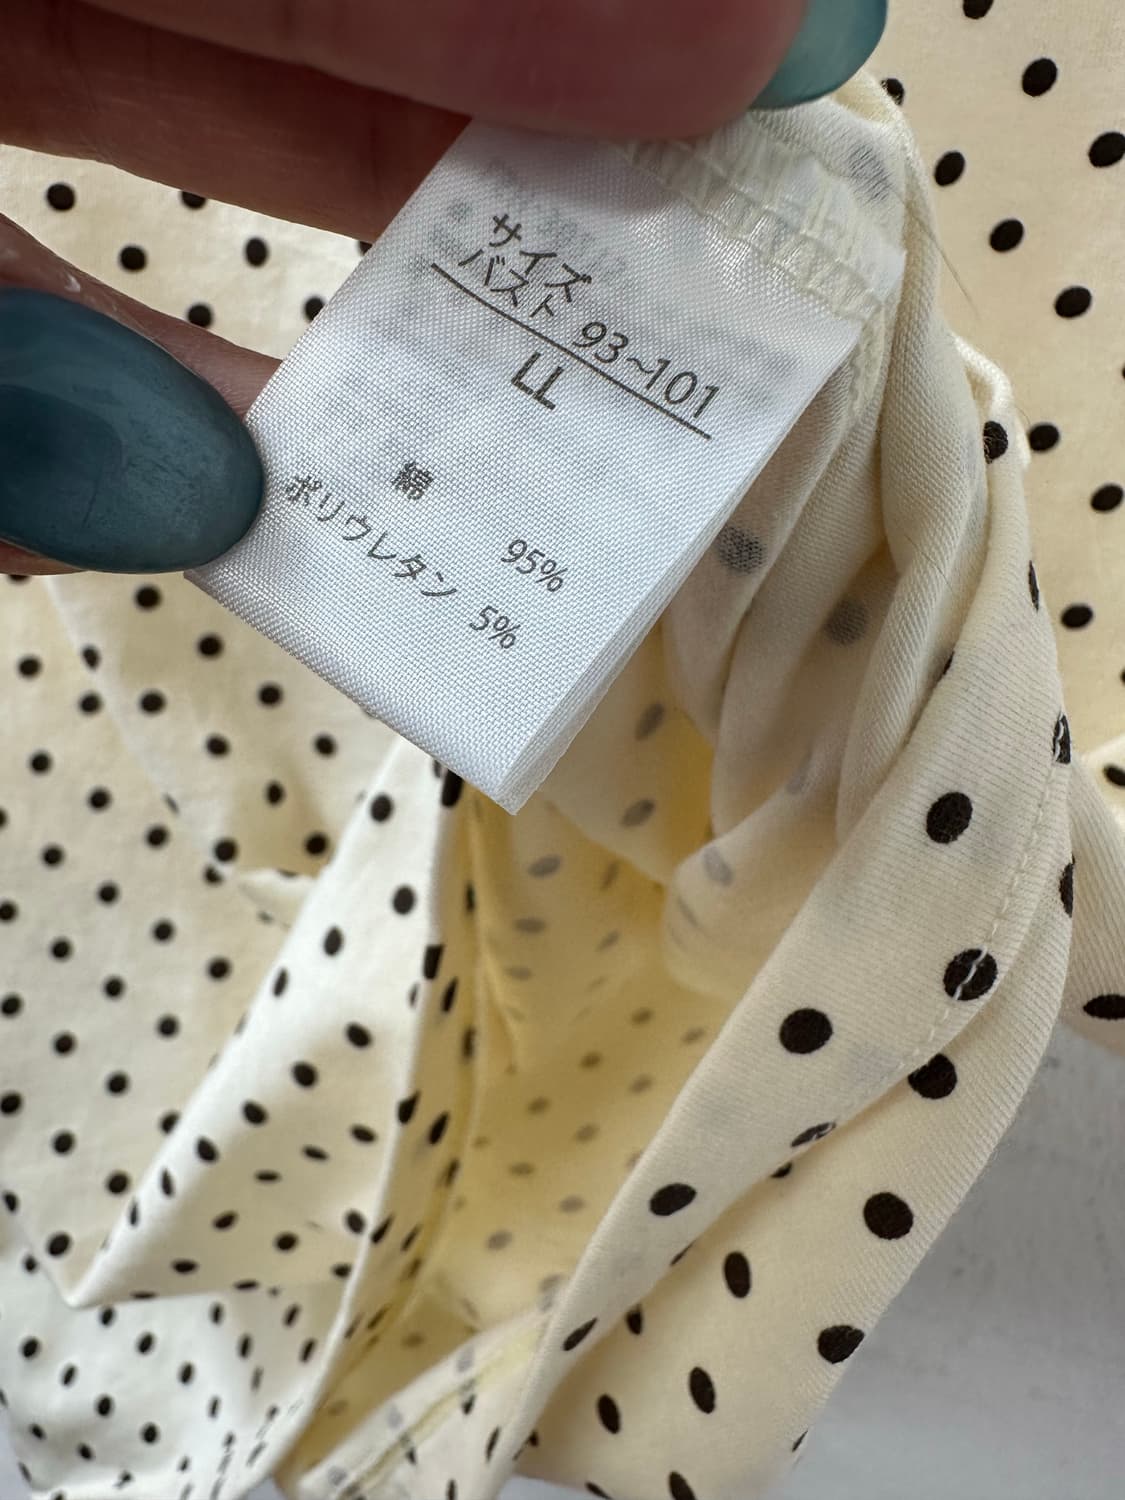 サイズ
バスト 93~101
LL
綿 95%
ポリウレタン 5%